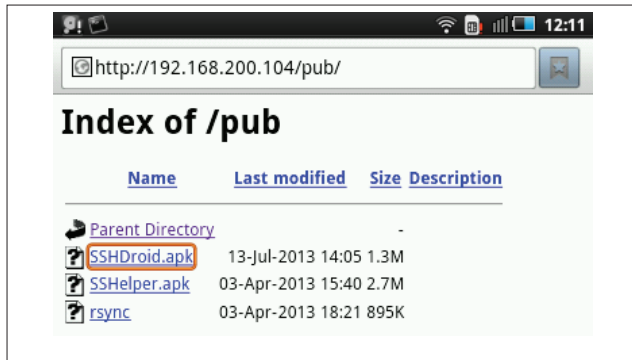 12:11
http://192.168.200.104/pub/
Index of /pub
Name Last modified Size Description
Parent Directory -
SSHDroid.apk 13-Jul-2013 14:05 1.3M
SSHelper.apk 03-Apr-2013 15:40 2.7M
rsync 03-Apr-2013 18:21 895K